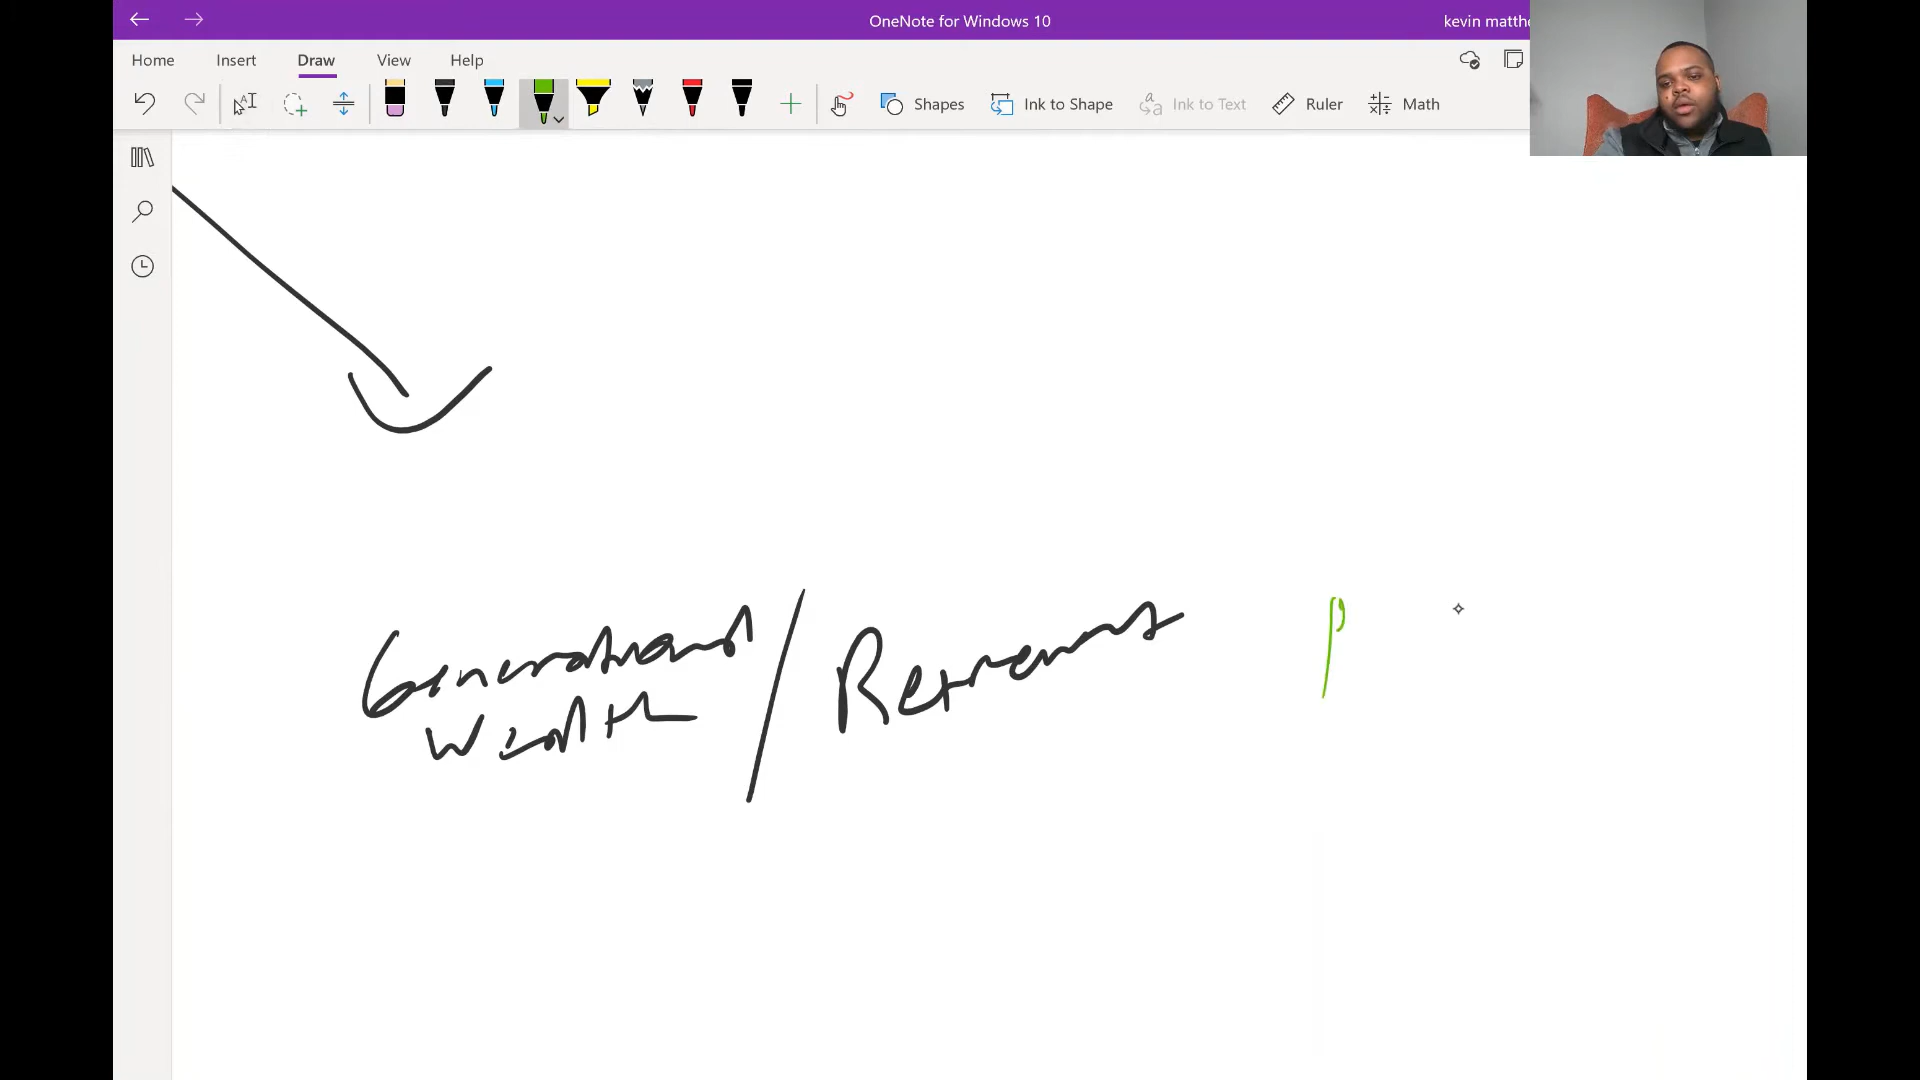 OneNote for Windows 10
kevin matthe
Home Insert Draw View Help
Shapes Ink to Shape Ink to Text Ruler Math
Generational / Retirement
Wealth